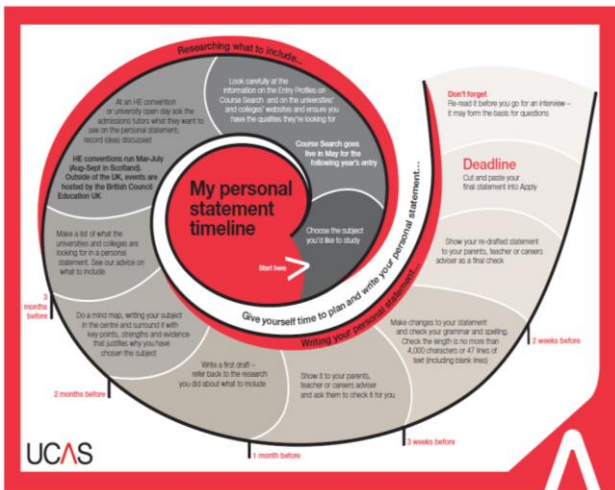 Researching what to include...
Look carefully at the
information on the Entry Profiles on
Course Search and on the universities'
and colleges' websites and ensure you
have the qualities they're looking for
At an HE convention
or university open day ask the
admissions tutors what they want to
see on the personal statement,
record ideas discussed
HE conventions run Mar-July
(Aug-Sept in Scotland).
Outside of the UK, events are
hosted by the British Council
Education UK
Course Search goes
live in May for the
following year's entry
My personal
statement
timeline
Choose the subject
you'd like to study
Start here
Make a list of what the
universities and colleges are
looking for in a personal
statement. See our advice on
what to include
3
months
before
Do a mind map, writing your subject
in the centre and surround it with
key points, strengths and evidence
that justifies why you have
chosen the subject
2 months before
Write a first draft –
refer back to the research
you did about what to include
1 month before
Show it to your parents,
teacher or careers adviser
and ask them to check it for you
3 weeks before
Give yourself time to plan and write your personal statement...
Writing your personal statement...
Make changes to your statement
and check your grammar and spelling.
Check the length is no more than
4,000 characters or 47 lines of
text (including blank lines)
2 weeks before
Show your re-drafted statement
to your parents, teacher or careers
adviser as a final check
Deadline
Cut and paste your
final statement into Apply
Don't forget
Re-read it before you go for an interview –
it may form the basis for questions
UCAS